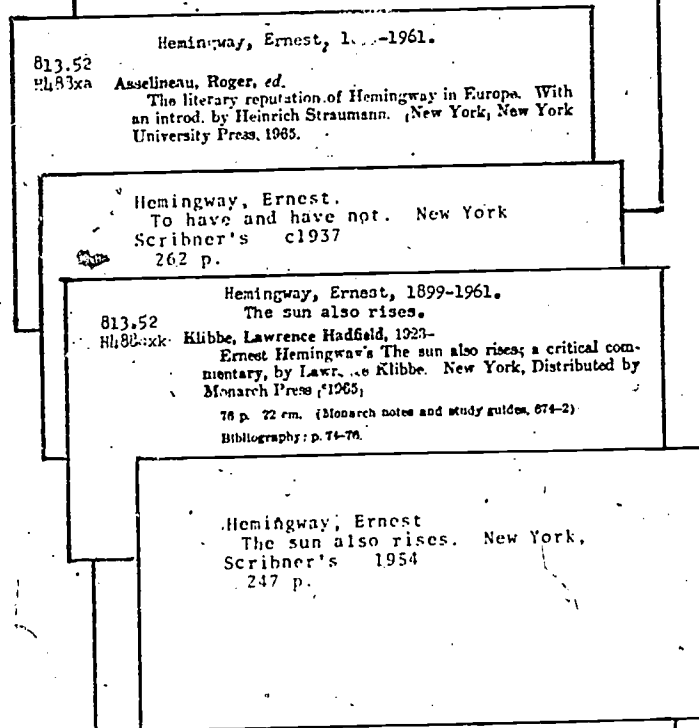 Hemingway, Ernest, -1961.
813.52
Asselineau, Roger, ed.
The literary reputation of Hemingway in Europe. With
an introd. by Heinrich Straumann. [New York] New York
University Press, 1965.
Hemingway, Ernest.
To have and have not. New York
Scribner's c1937
262 p.
Hemingway, Ernest, 1899-1961.
The sun also rises.
813.52
Klibbe, Lawrence Hadfield, 1923-
Ernest Hemingway's The sun also rises; a critical com-
mentary, by Klibbe. New York, Distributed by
Monarch Press [c1965]
76 p. 22 cm. (Monarch notes and study guides, 674-2)
Bibliography: p. 74-76.
Hemingway, Ernest
The sun also rises. New York,
Scribner's 1954
247 p.